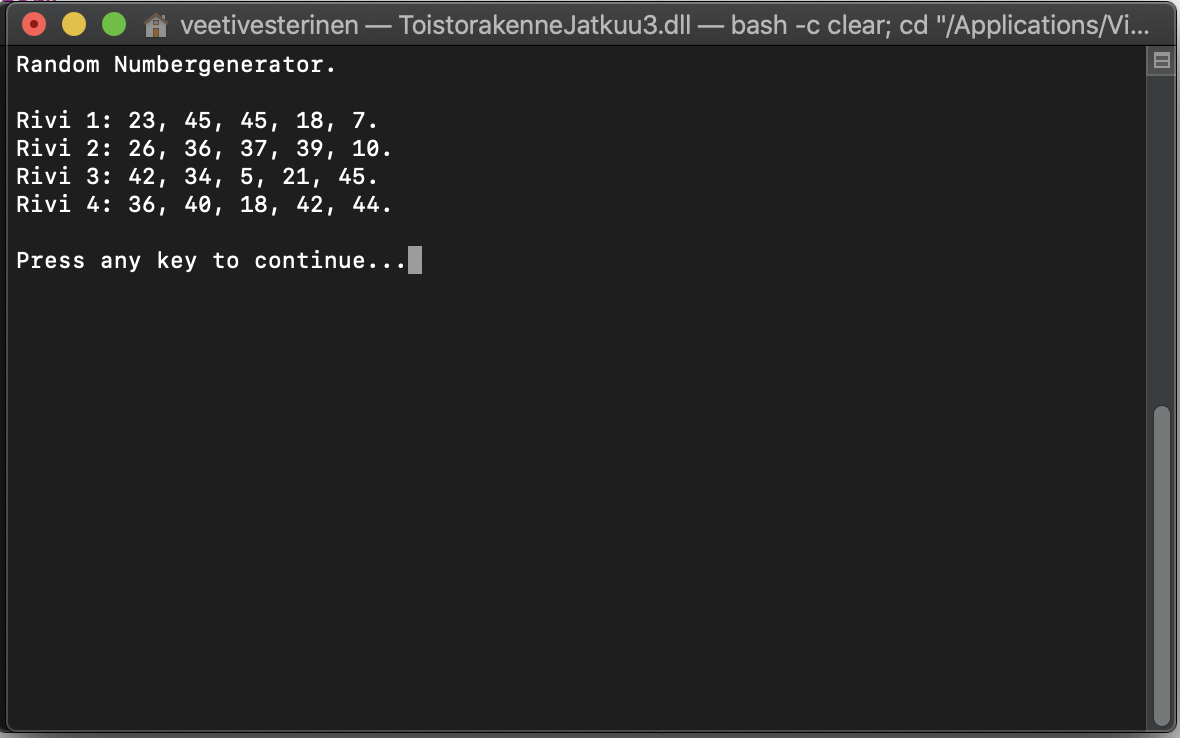 veetivesterinen — ToistorakenneJatkuu3.dll — bash -c clear; cd "/Applications/Vi...
Random Numbergenerator.
Rivi 1: 23, 45, 45, 18, 7.
Rivi 2: 26, 36, 37, 39, 10.
Rivi 3: 42, 34, 5, 21, 45.
Rivi 4: 36, 40, 18, 42, 44.
Press any key to continue...